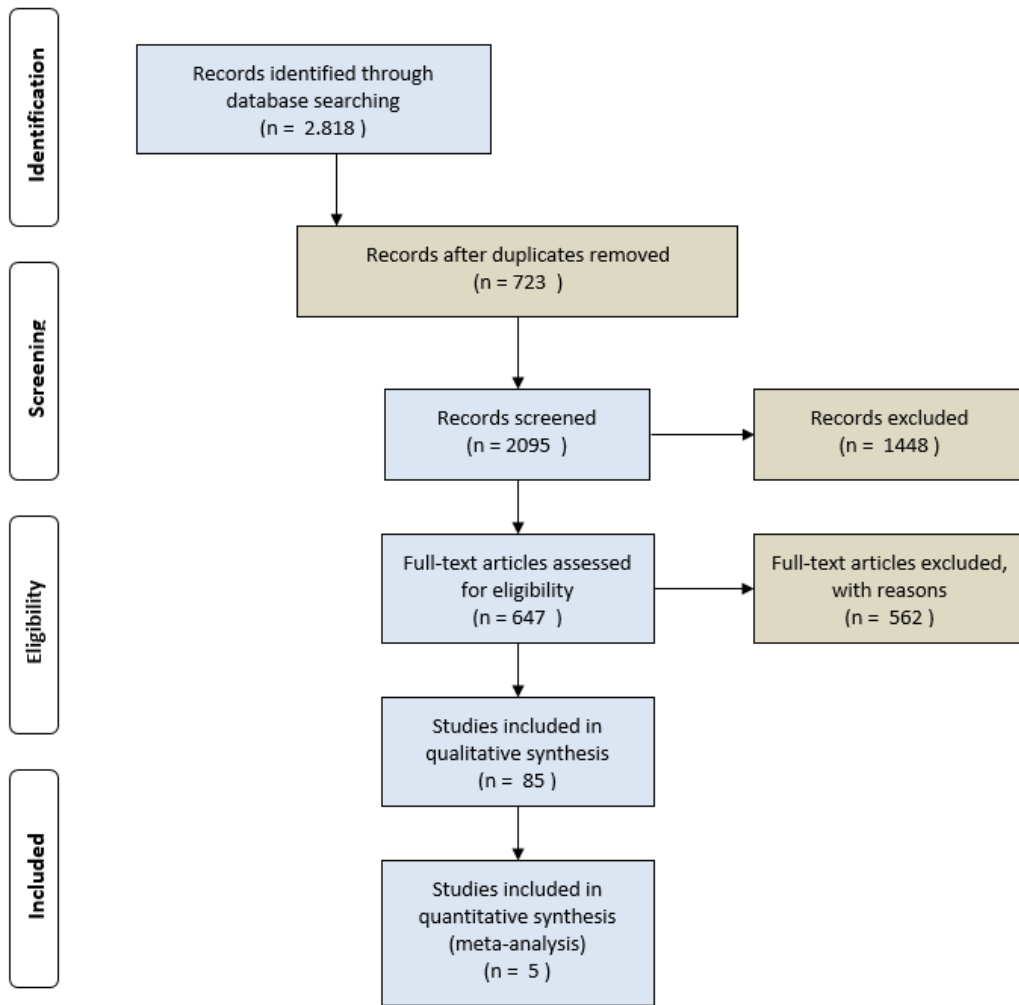 Identification
Records identified through
database searching
(n = 2.818 )
Records after duplicates removed
(n = 723 )
Screening
Records screened
(n = 2095 )
Records excluded
(n = 1448 )
Eligibility
Full-text articles assessed
for eligibility
(n = 647 )
Full-text articles excluded,
with reasons
(n = 562 )
Studies included in
qualitative synthesis
(n = 85 )
Included
Studies included in
quantitative synthesis
(meta-analysis)
(n = 5 )